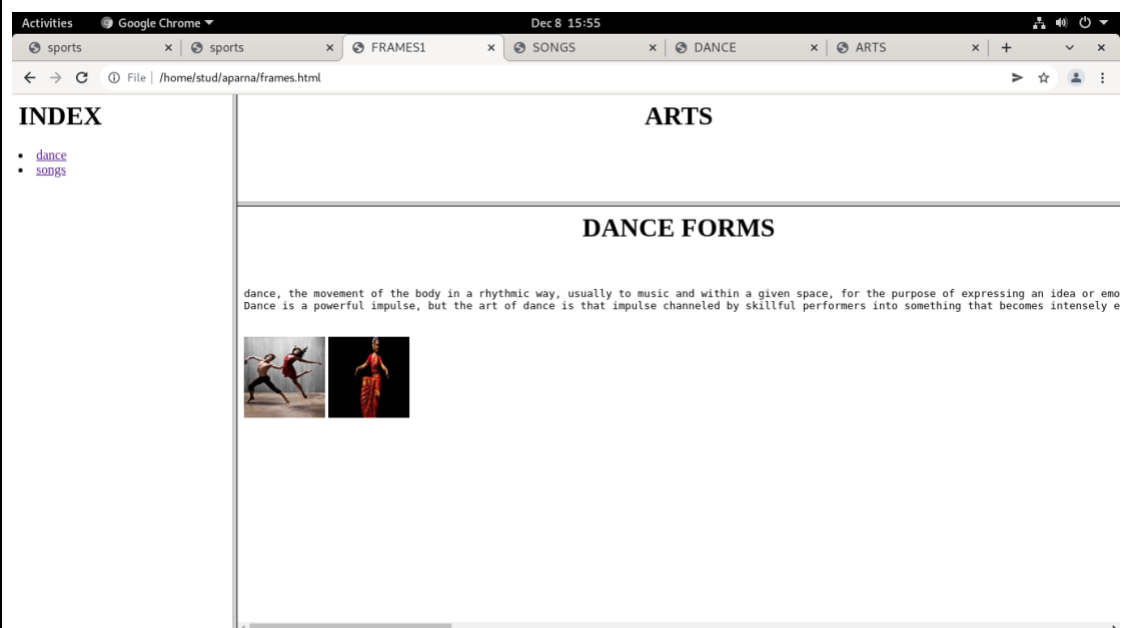 Activities Google Chrome Dec 8 15:55
sports sports FRAMES1 SONGS DANCE ARTS
File /home/stud/aparna/frames.html
INDEX
dance
songs
ARTS
DANCE FORMS
dance, the movement of the body in a rhythmic way, usually to music and within a given space, for the purpose of expressing an idea or emo
Dance is a powerful impulse, but the art of dance is that impulse channeled by skillful performers into something that becomes intensely e